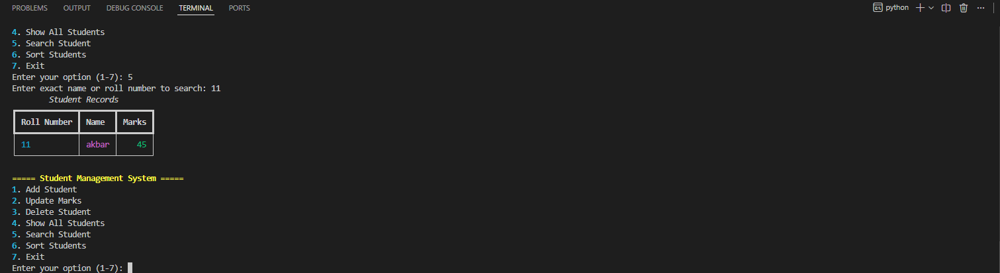 PROBLEMS OUTPUT DEBUG CONSOLE TERMINAL PORTS python
4. Show All Students
5. Search Student
6. Sort Students
7. Exit
Enter your option (1-7): 5
Enter exact name or roll number to search: 11
Student Records
Roll Number Name Marks
11 akbar 45
===== Student Management System =====
1. Add Student
2. Update Marks
3. Delete Student
4. Show All Students
5. Search Student
6. Sort Students
7. Exit
Enter your option (1-7):